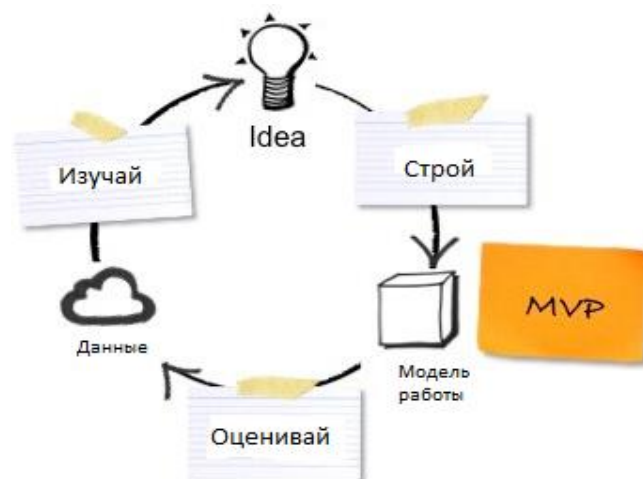 Idea
Изучай
Строй
MVP
Данные
Модель
работы
Оценивай